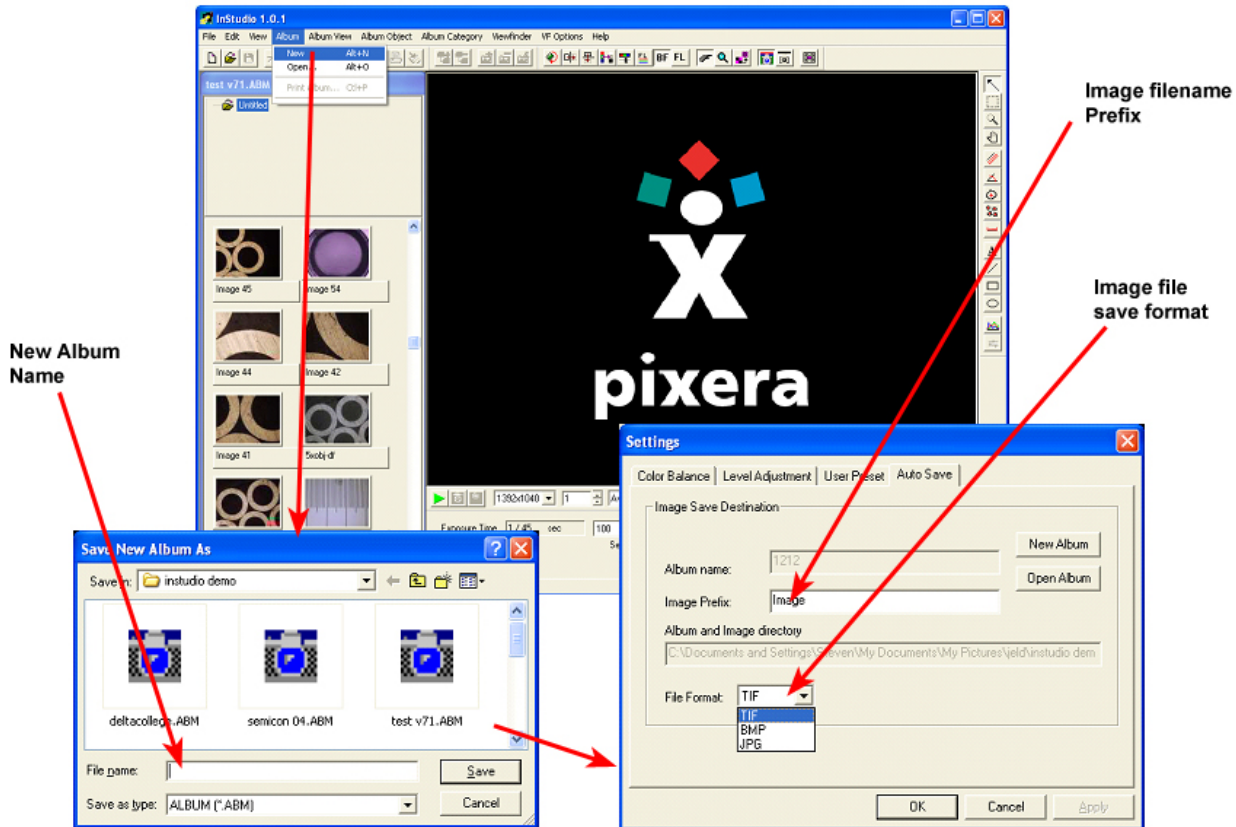 InStudio 1.0.1
File Edit View Album Album View Album Object Album Category Viewfinder VF Options Help
New Alt+N
Open... Alt+O
Print Album... Ctrl+P
BF FL
test v71.ABM
Untitled
Image 45
Image 54
Image 44
Image 42
Image 41
5xobj-df
pixera
1392x1040
1
Exposure Time 1 / 45 sec 100
Image filename
Prefix
Image file
save format
New Album
Name
Save New Album As
Save in: instudio demo
deltacollege.ABM
semicon 04.ABM
test v71.ABM
File name:
Save
Save as type: ALBUM (*.ABM)
Cancel
Settings
Color Balance Level Adjustment User Preset Auto Save
Image Save Destination
New Album
Album name: 1212
Open Album
Image Prefix: Image
Album and Image directory
C:\Documents and Settings\Steven\My Documents\My Pictures\jeld\instudio dem
File Format: TIF
TIF
BMP
JPG
OK Cancel Apply